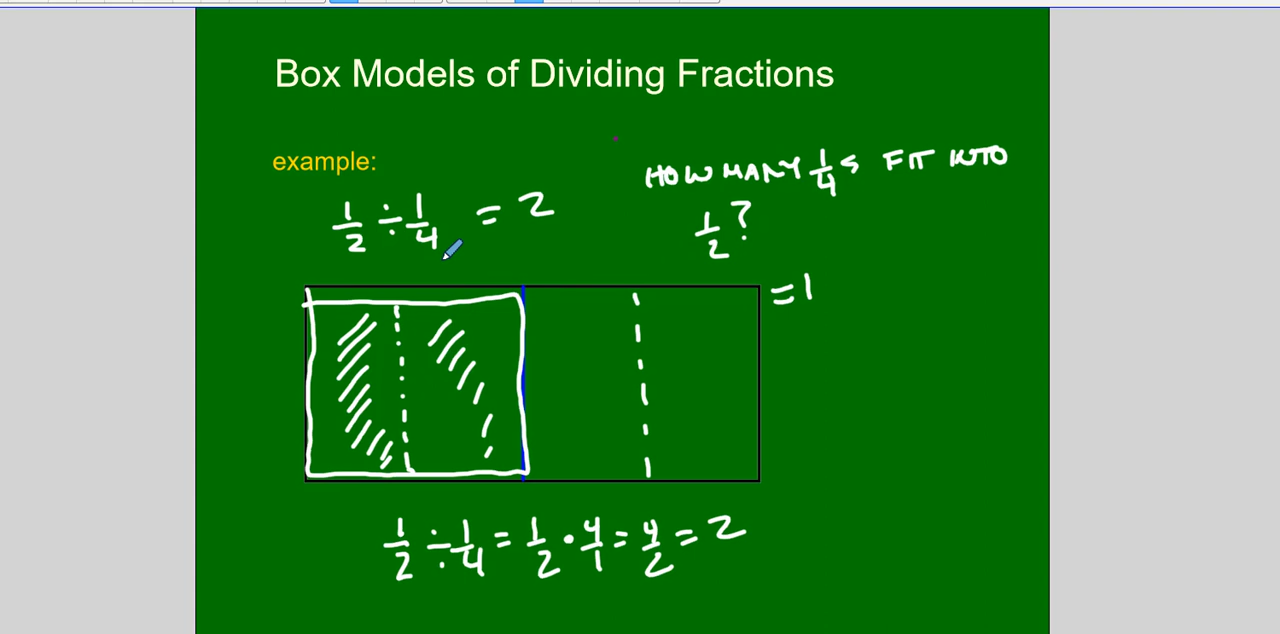 Box Models of Dividing Fractions
example:
HOW MANY 1/4 S FIT INTO
1/2 ÷ 1/4 = 2
1/2 ?
= 1
1/2 ÷ 1/4 = 1/2 • 4/1 = 4/2 = 2